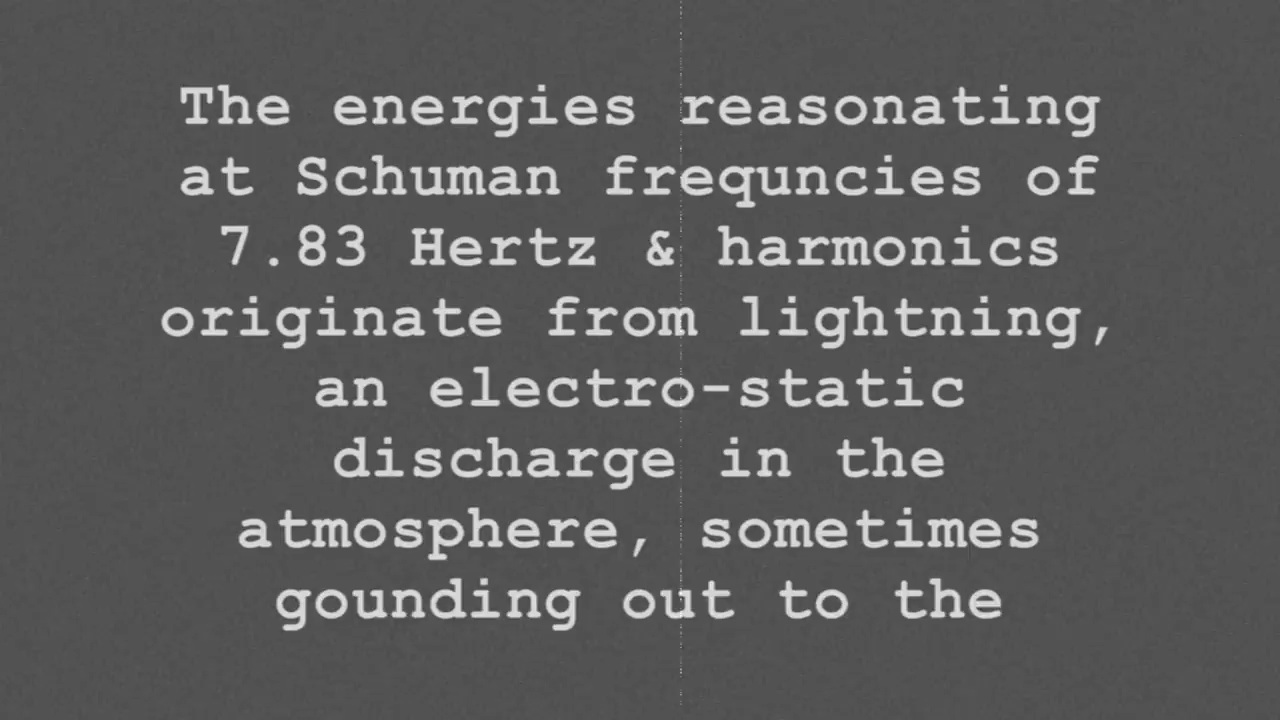 The energies reasonating
at Schuman frequncies of
7.83 Hertz & harmonics
originate from lightning,
an electro-static
discharge in the
atmosphere, sometimes
gounding out to the